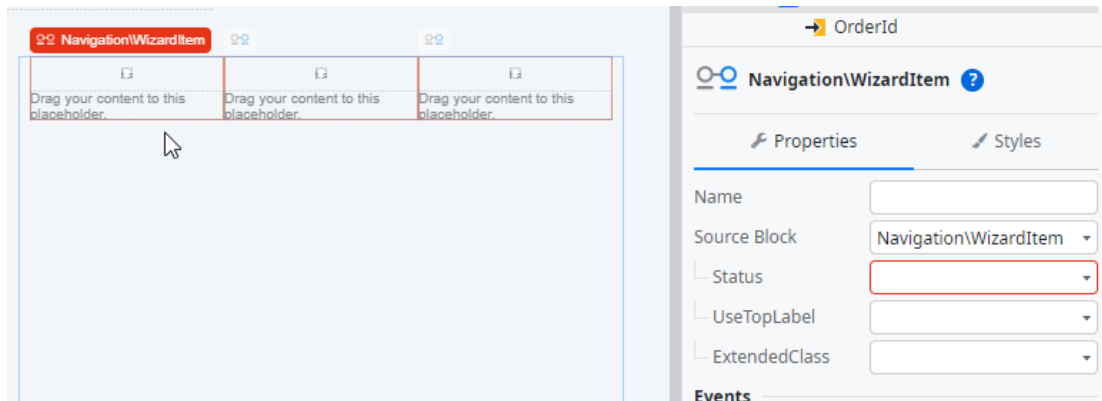 OrderId
Navigation\WizardItem
Navigation\WizardItem
Drag your content to this
placeholder.
Drag your content to this
placeholder.
Drag your content to this
placeholder.
Properties
Styles
Name
Source Block
Navigation\WizardItem
Status
UseTopLabel
ExtendedClass
Events